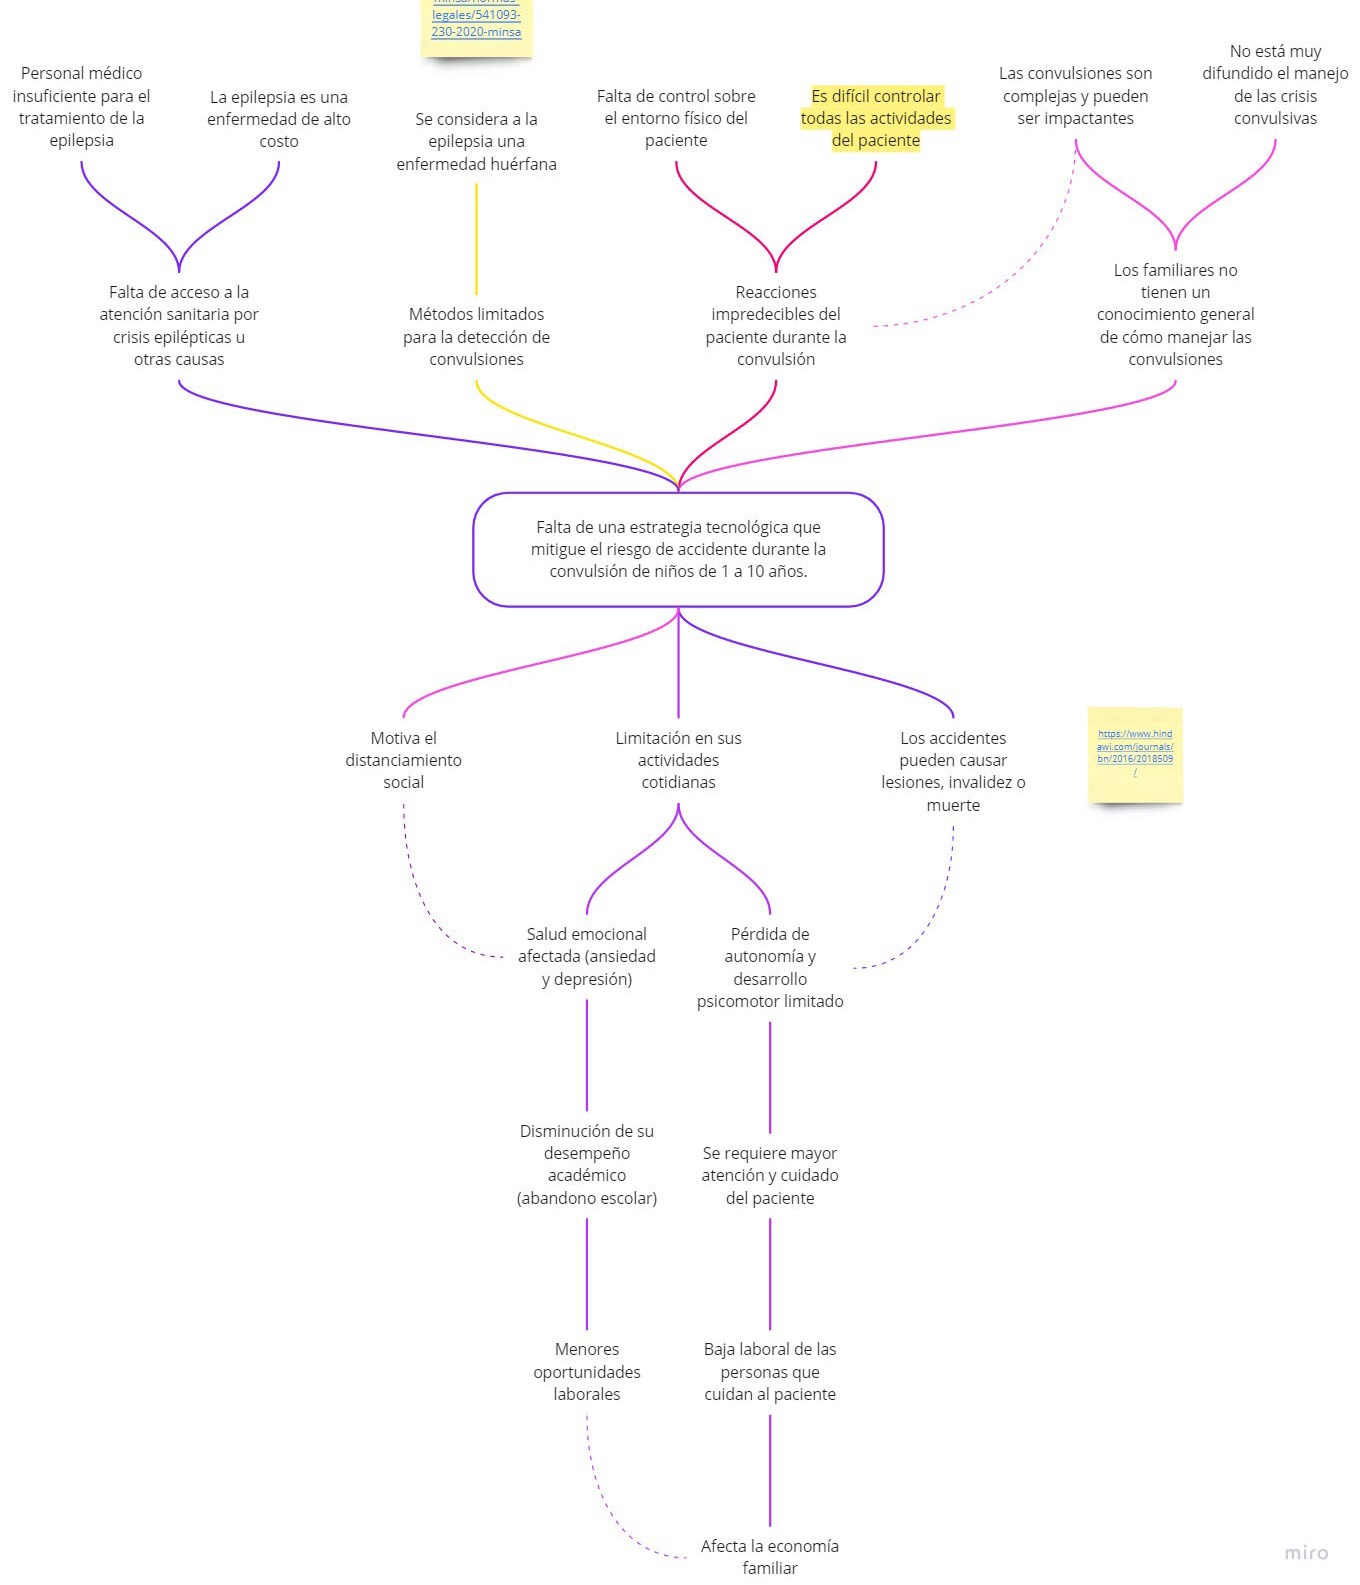 legales/541093-
230-2020-minsa
Personal médico
insuficiente para el
tratamiento de la
epilepsia
La epilepsia es una
enfermedad de alto
costo
Se considera a la
epilepsia una
enfermedad huérfana
Falta de control sobre
el entorno físico del
paciente
Es difícil controlar
todas las actividades
del paciente
Las convulsiones son
complejas y pueden
ser impactantes
No está muy
difundido el manejo
de las crisis
convulsivas
Falta de acceso a la
atención sanitaria por
crisis epilépticas u
otras causas
Métodos limitados
para la detección de
convulsiones
Reacciones
impredecibles del
paciente durante la
convulsión
Los familiares no
tienen un
conocimiento general
de cómo manejar las
convulsiones
Falta de una estrategia tecnológica que
mitigue el riesgo de accidente durante la
convulsión de niños de 1 a 10 años.
Motiva el
distanciamiento
social
Limitación en sus
actividades
cotidianas
Los accidentes
pueden causar
lesiones, invalidez o
muerte
https://www.hind
awi.com/journals/
bn/2016/2018509
/
Salud emocional
afectada (ansiedad
y depresión)
Pérdida de
autonomía y
desarrollo
psicomotor limitado
Disminución de su
desempeño
académico
(abandono escolar)
Se requiere mayor
atención y cuidado
del paciente
Menores
oportunidades
laborales
Baja laboral de las
personas que
cuidan al paciente
Afecta la economía
familiar
miro